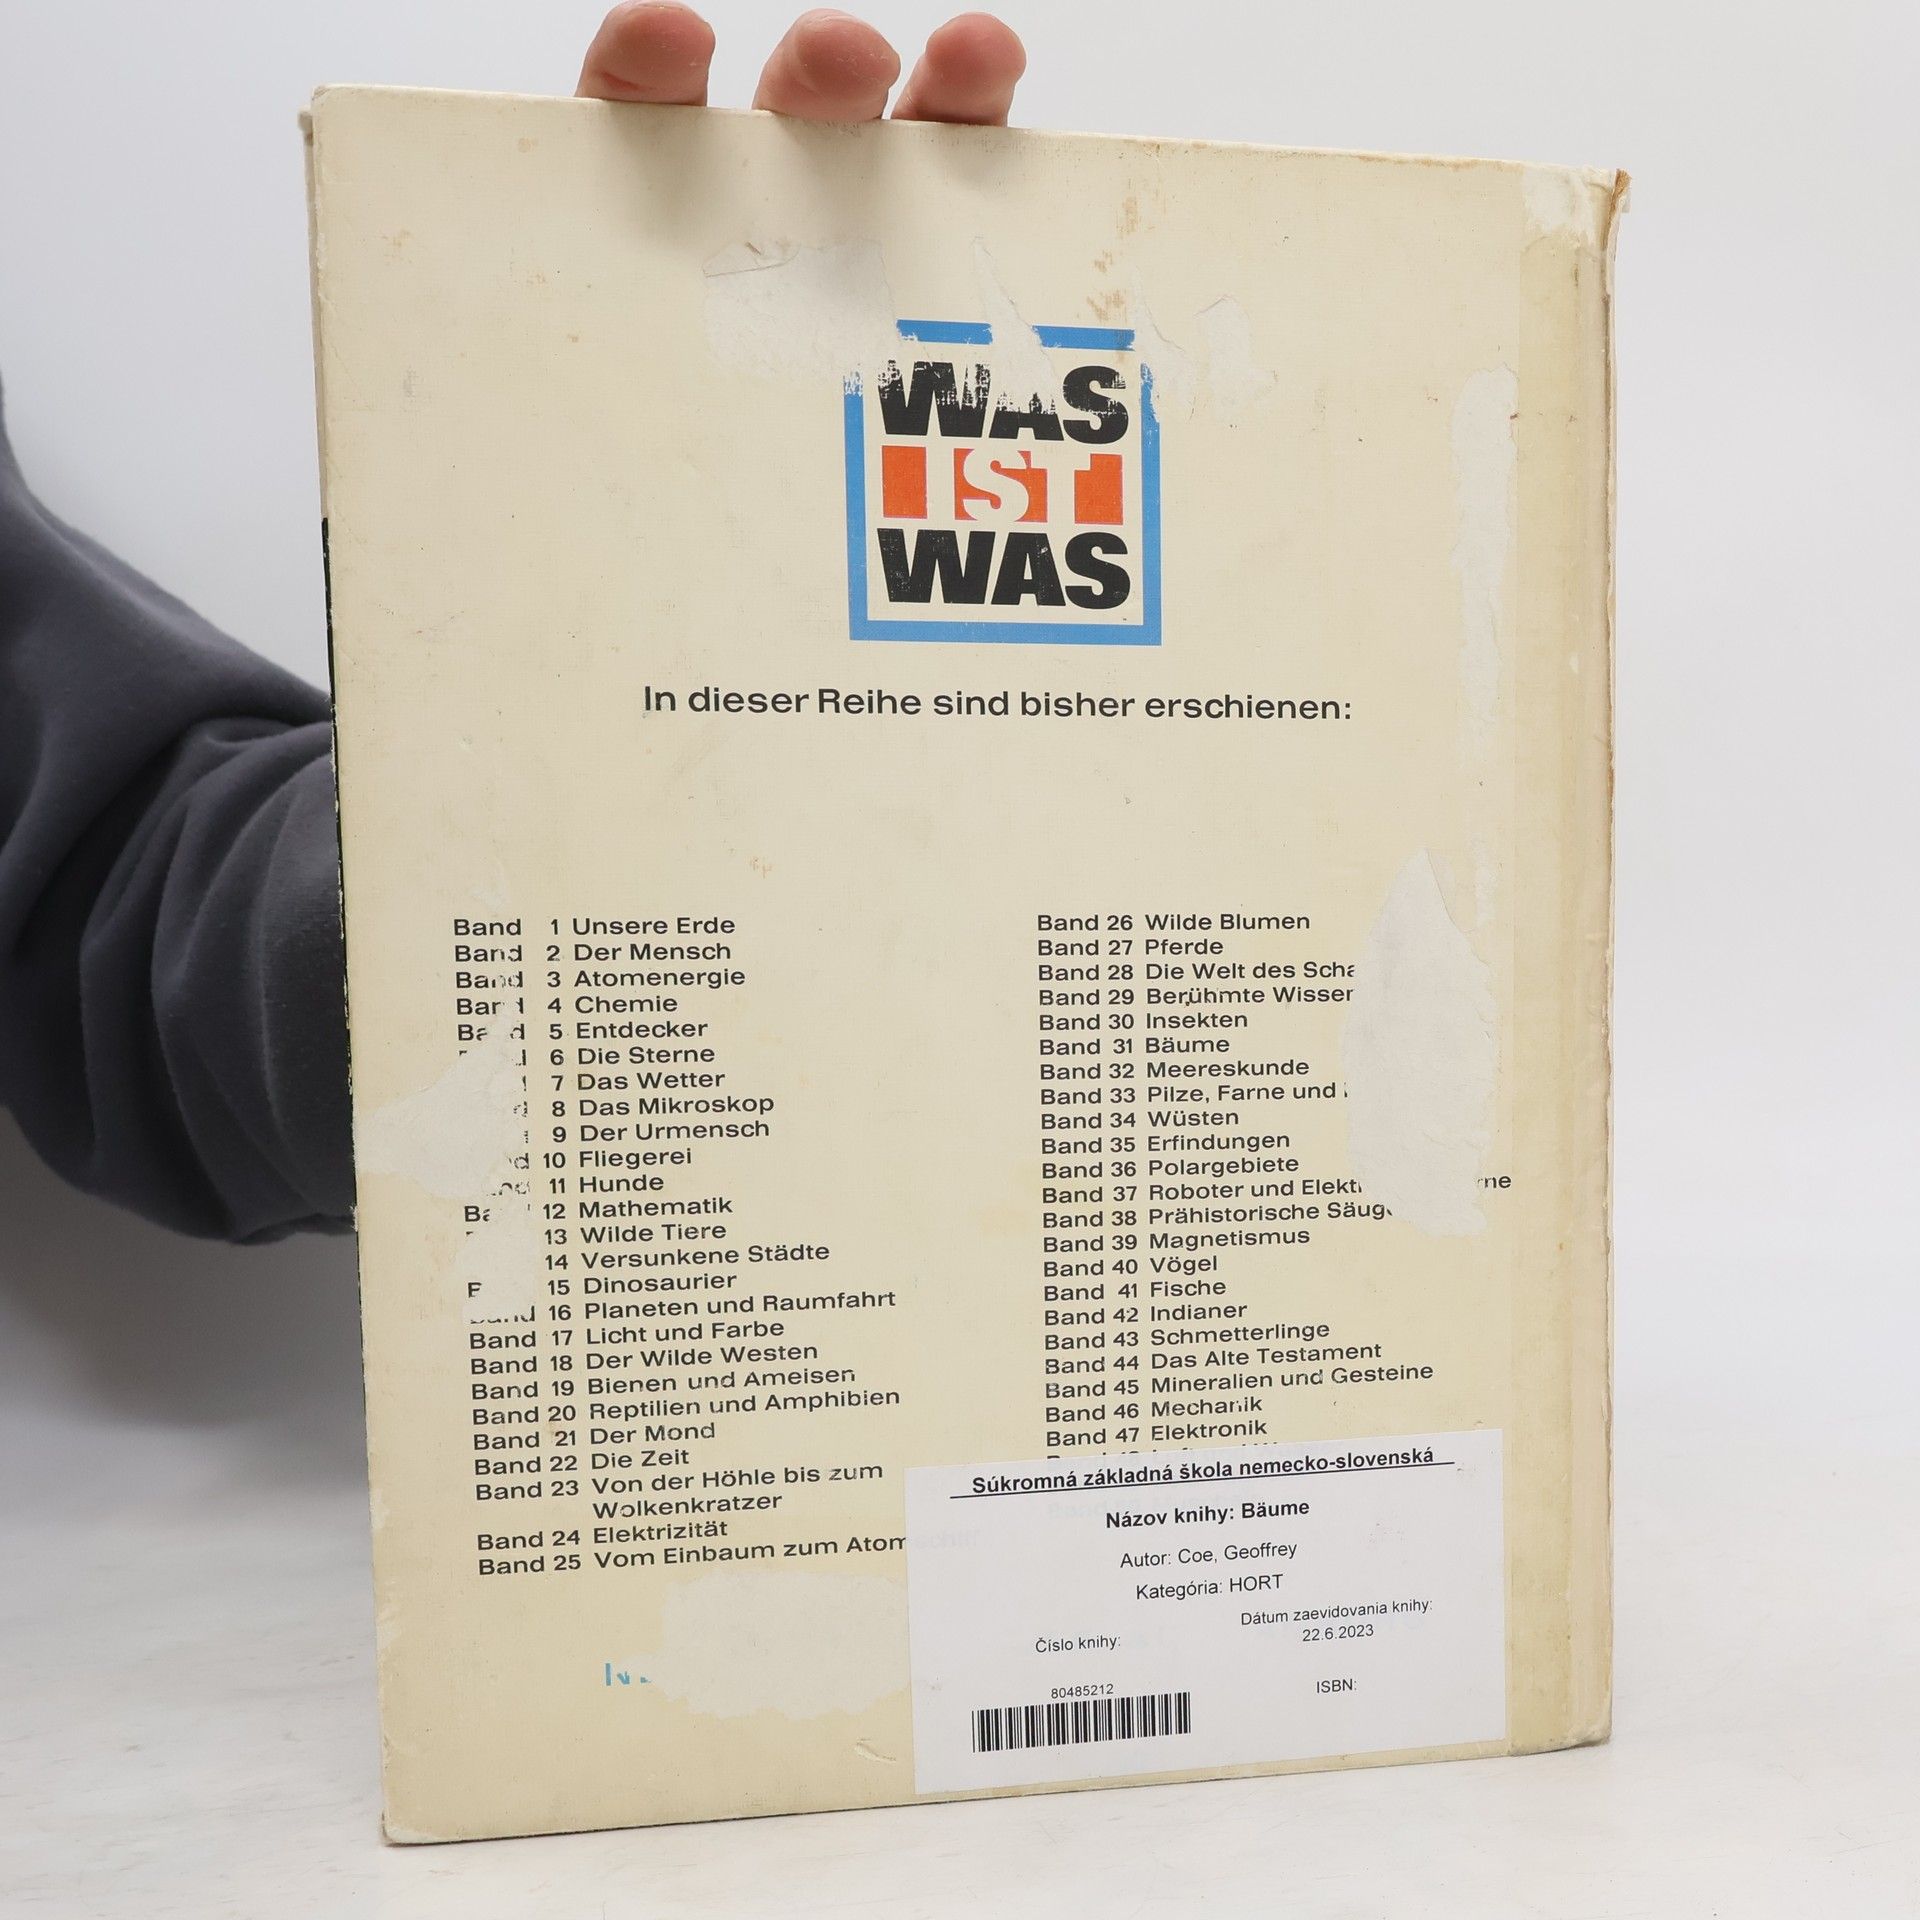 WAS
IST
WAS
In dieser Reihe sind bisher erschienen:
Band 1 Unsere Erde
Band 2 Der Mensch
Band 3 Atomenergie
Band 4 Chemie
Band 5 Entdecker
6 Die Sterne
7 Das Wetter
8 Das Mikroskop
9 Der Urmensch
10 Fliegerei
11 Hunde
12 Mathematik
13 Wilde Tiere
14 Versunkene Städte
15 Dinosaurier
Band 16 Planeten und Raumfahrt
Band 17 Licht und Farbe
Band 18 Der Wilde Westen
Band 19 Bienen und Ameisen
Band 20 Reptilien und Amphibien
Band 21 Der Mond
Band 22 Die Zeit
Band 23 Von der Höhle bis zum
Wolkenkratzer
Band 24 Elektrizität
Band 25 Vom Einbaum zum Atom
Band 26 Wilde Blumen
Band 27 Pferde
Band 28 Die Welt des
Band 29 Berühmte
Band 30 Insekten
Band 31 Bäume
Band 32 Meereskunde
Band 33 Pilze, Farne und
Band 34 Wüsten
Band 35 Erfindungen
Band 36 Polargebiete
Band 37 Roboter und
Band 38 Prähistorische
Band 39 Magnetismus
Band 40 Vögel
Band 41 Fische
Band 42 Indianer
Band 43 Schmetterlinge
Band 44 Das Alte Testament
Band 45 Mineralien und Gesteine
Band 46 Mechanik
Band 47 Elektronik
Súkromná základná škola nemecko-slovenská
Názov knihy: Bäume
Autor: Coe, Geoffrey
Kategória: HORT
Dátum zaevidovania knihy:
22.6.2023
Číslo knihy:
80485212
ISBN: